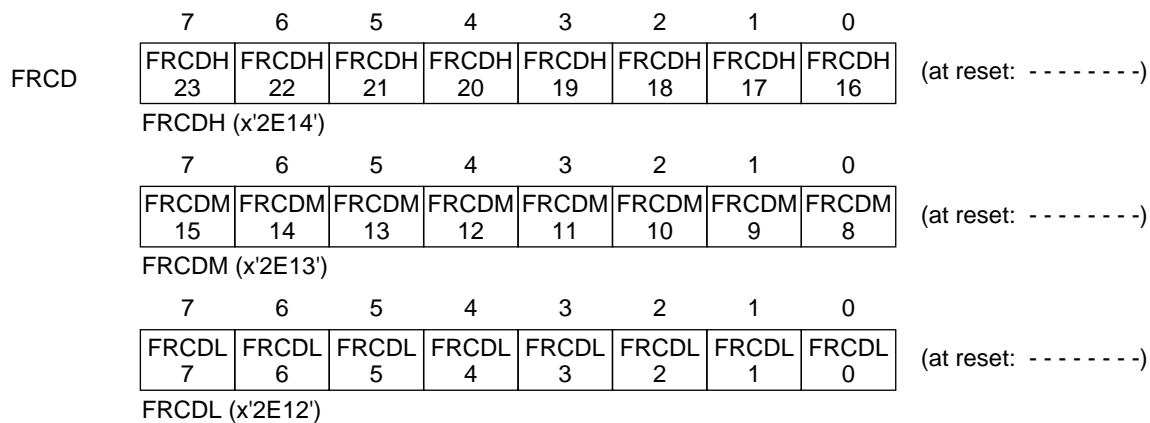 7 6 5 4 3 2 1 0
FRCD FRCDH FRCDH FRCDH FRCDH FRCDH FRCDH FRCDH FRCDH (at reset: - - - - - - - -)
23 22 21 20 19 18 17 16
FRCDH (x'2E14')
7 6 5 4 3 2 1 0
FRCDM FRCDM FRCDM FRCDM FRCDM FRCDM FRCDM FRCDM (at reset: - - - - - - - -)
15 14 13 12 11 10 9 8
FRCDM (x'2E13')
7 6 5 4 3 2 1 0
FRCDL FRCDL FRCDL FRCDL FRCDL FRCDL FRCDL FRCDL (at reset: - - - - - - - -)
7 6 5 4 3 2 1 0
FRCDL (x'2E12')